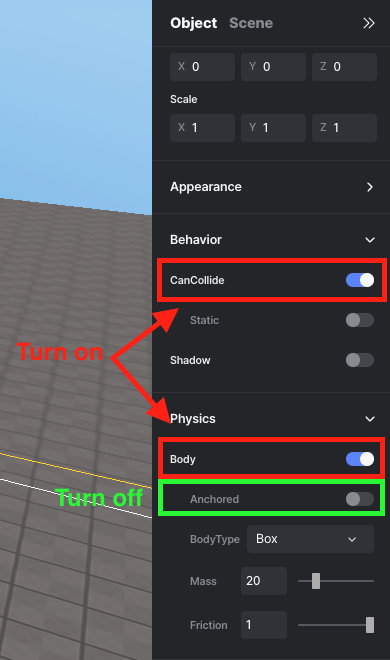 Object Scene
X 0 Y 0 Z 0
Scale
X 1 Y 1 Z 1
Appearance
Behavior
CanCollide
Static
Turn on
Shadow
Physics
Body
Turn off
Anchored
BodyType Box
Mass 20
Friction 1